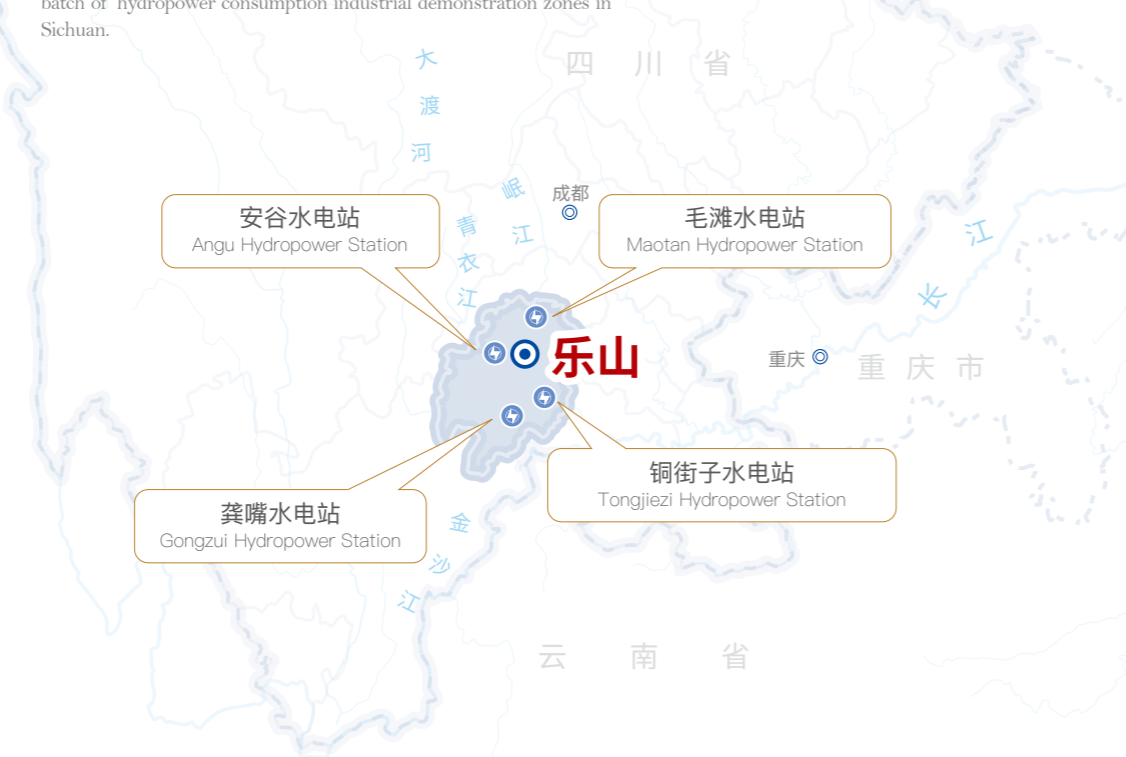 batch of hydropower consumption industrial demonstration zones in
Sichuan.
四川省
大渡河
岷江
成都
青衣江
安谷水电站
Angu Hydropower Station
毛滩水电站
Maotan Hydropower Station
长江
乐山
重庆
重庆市
铜街子水电站
Tongjiezi Hydropower Station
龚嘴水电站
Gongzui Hydropower Station
金沙江
云南省